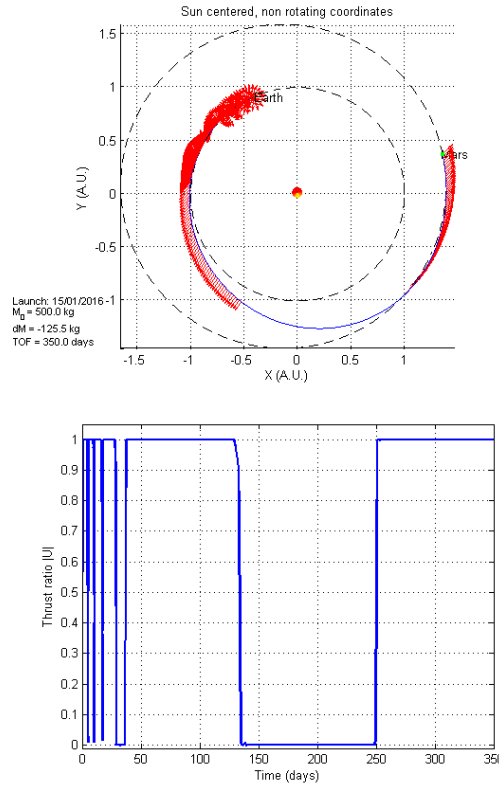 Sun centered, non rotating coordinates
1.5
1
Earth
0.5
Mars
Y (A.U.)
0
-0.5
Launch: 15/01/2016
-1
M0 = 500.0 kg
dM = -125.5 kg
TOF = 350.0 days
-1.5 -1 -0.5 0 0.5 1
X (A.U.)
1
0.9
0.8
0.7
0.6
Thrust ratio |U|
0.5
0.4
0.3
0.2
0.1
0
0 50 100 150 200 250 300 350
Time (days)